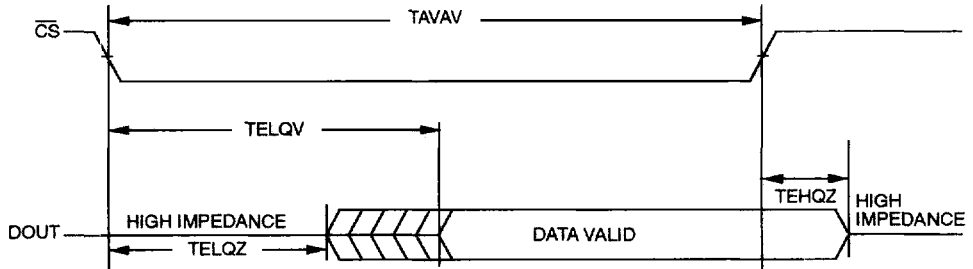 TAVAV
CS
TELQV
TEHQZ
HIGH IMPEDANCE
HIGH
IMPEDANCE
DOUT
DATA VALID
TELQZ